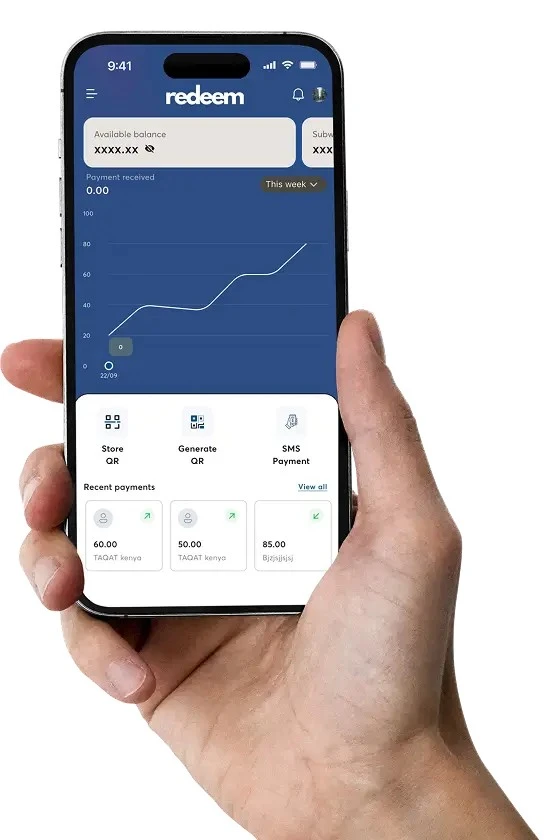 9:41
redeem
Available balance
xxxx.xx
Subw
xxx
Payment received
0.00
This week
100
80
60
40
20
0
0
22/09
Store
QR
Generate
QR
SMS
Payment
Recent payments
View all
60.00
TAQAT kenya
50.00
TAQAT kenya
85.00
Bjzjsjjsjsj